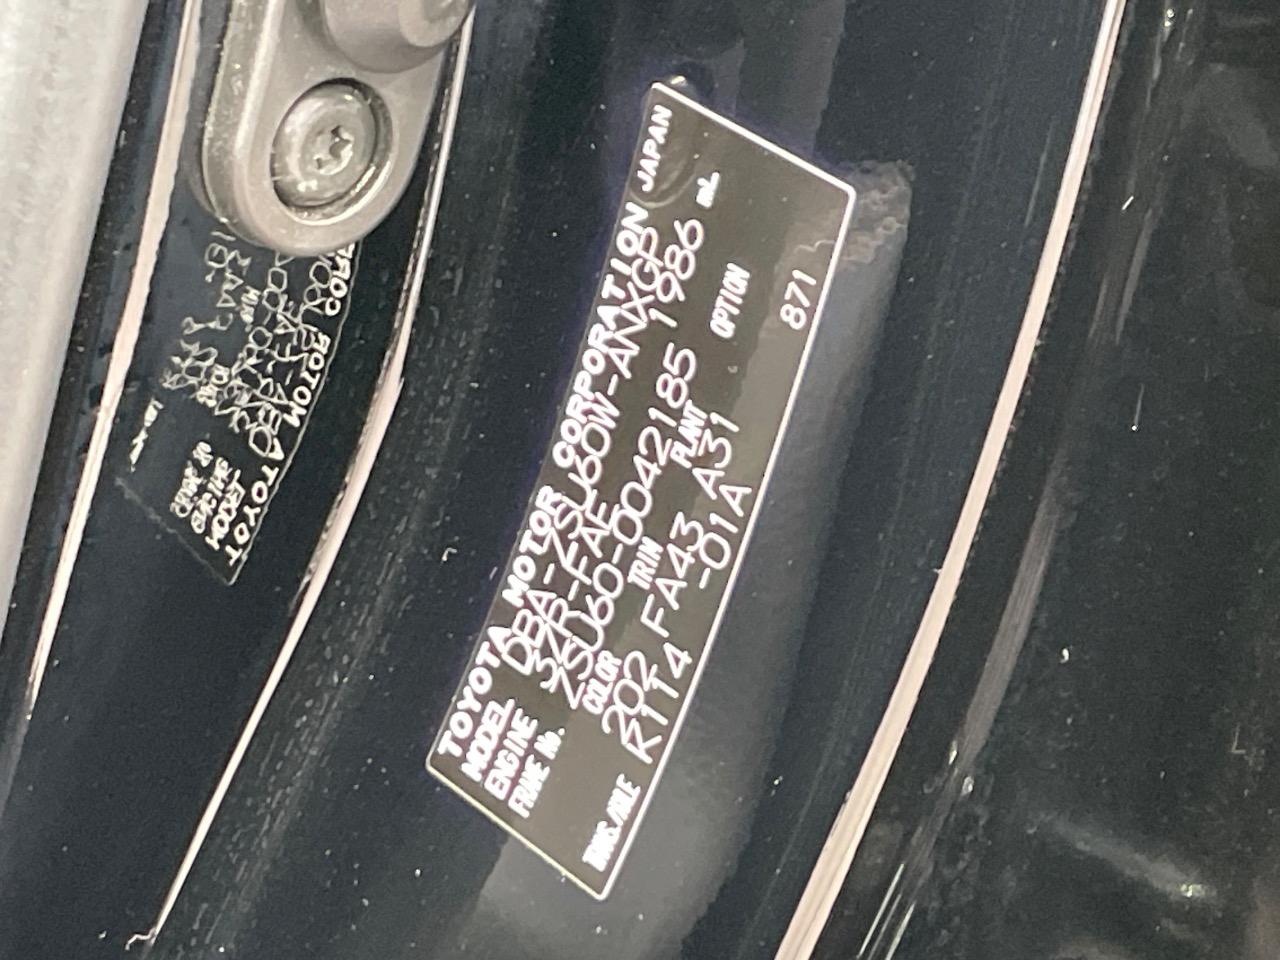 TOYOTA MOTOR CORPORATION JAPAN
MODEL DBA-ZSU60W-ANXGP
ENGINE 3ZR-FAE 1986 mL
FRAME No. ZSU60-0042185
COLOR TRIM PLANT OPTION
202 FA43 A31 871
TRANS./AXLE R114 -01A